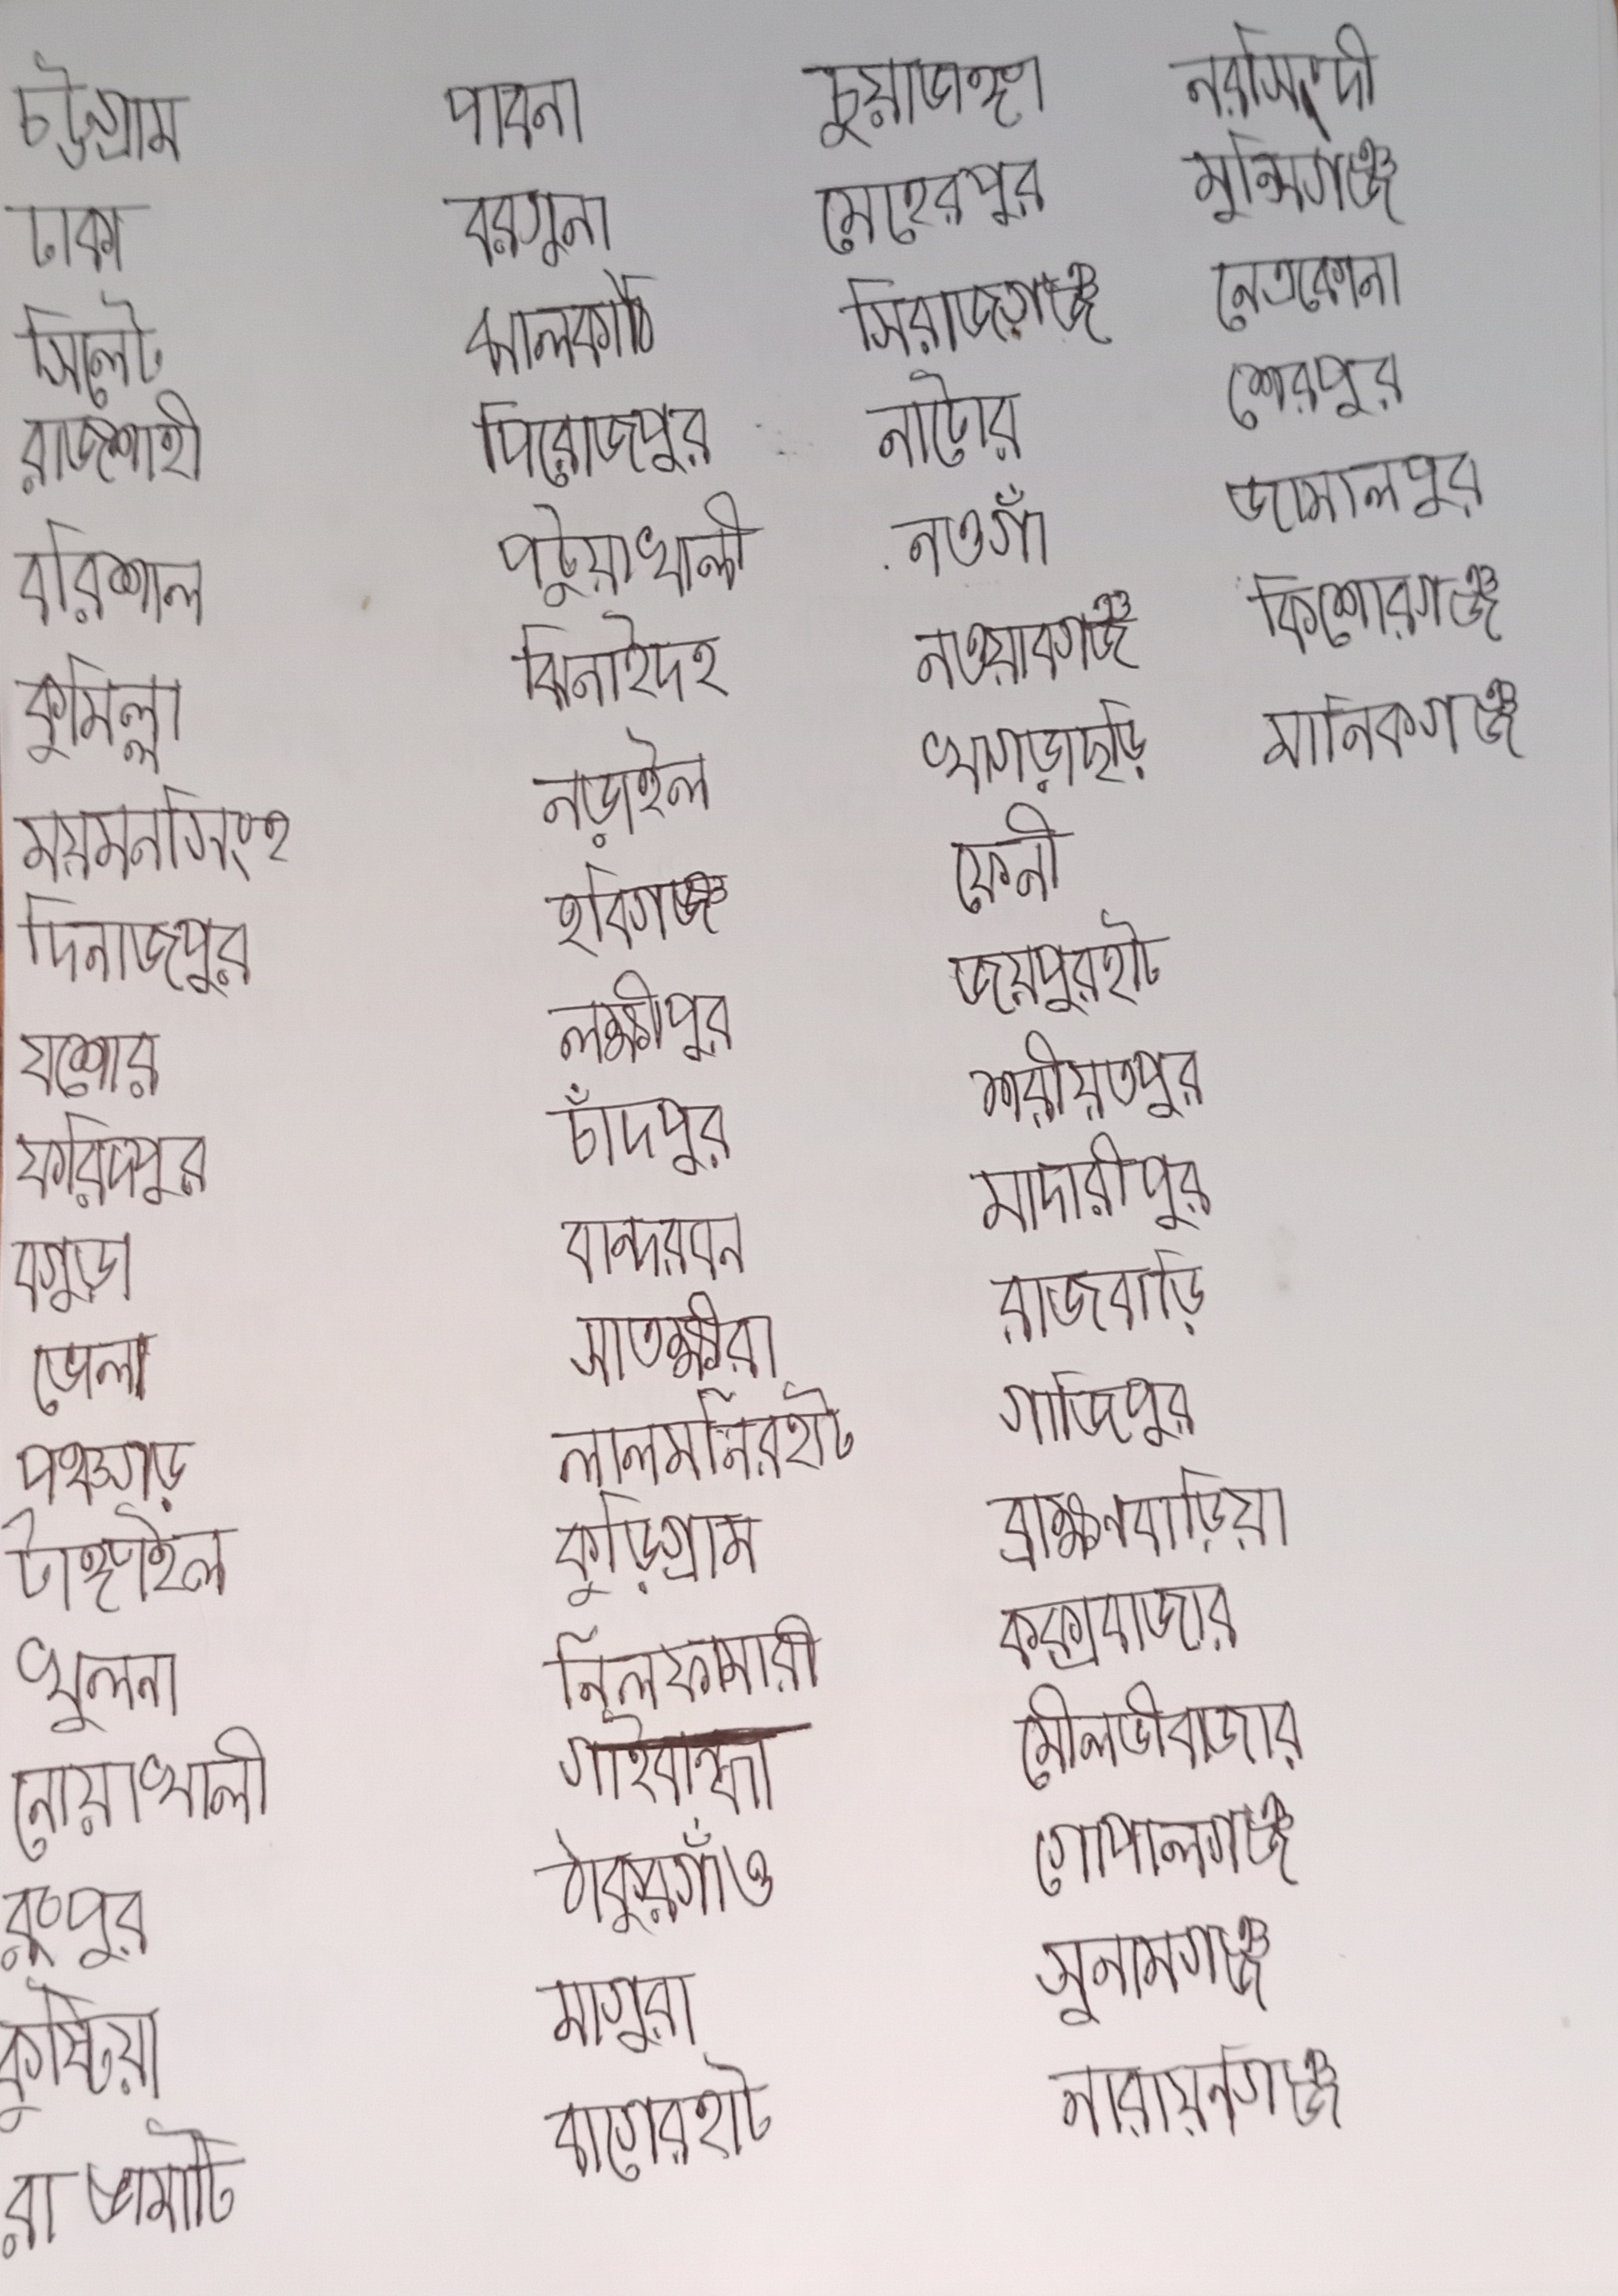 চট্টগ্রাম
ঢাকা
সিলেট
রাজশাহী
বরিশাল
কুমিল্লা
ময়মনসিংহ
দিনাজপুর
যশোর
ফরিদপুর
বগুড়া
ভেলা
পঞ্চগড়
টাঙ্গাইল
খুলনা
নোয়াখালী
রংপুর
কুষ্টিয়া
রাঙ্গামাটি
পাবনা
বরগুনা
ঝালকাঠি
পিরোজপুর
পটুয়াখালী
ঝিনাইদহ
নড়াইল
হবিগঞ্জ
লক্ষীপুর
চাঁদপুর
বান্দরবন
সাতক্ষীরা
লালমনিরহাট
কুড়িগ্রাম
নিলফামারী
গাইবান্ধা
ঠাকুরগাঁও
মাগুরা
বাগেরহাট
চুয়াডাঙ্গা
মেহেরপুর
সিরাজগঞ্জ
নাটোর
নওগাঁ
নওয়াবগঞ্জ
খাগড়াছড়ি
ফেনী
জয়পুরহাট
শরীয়তপুর
মাদারীপুর
রাজবাড়ি
গাজিপুর
ব্রাক্ষনবাড়িয়া
কক্সবাজার
মৌলভীবাজার
গোপালগঞ্জ
সুনামগঞ্জ
নারায়নগঞ্জ
নরসিংদী
মুন্সিগঞ্জ
নেত্রকোনা
শেরপুর
জামালপুর
কিশোরগঞ্জ
মানিকগঞ্জ